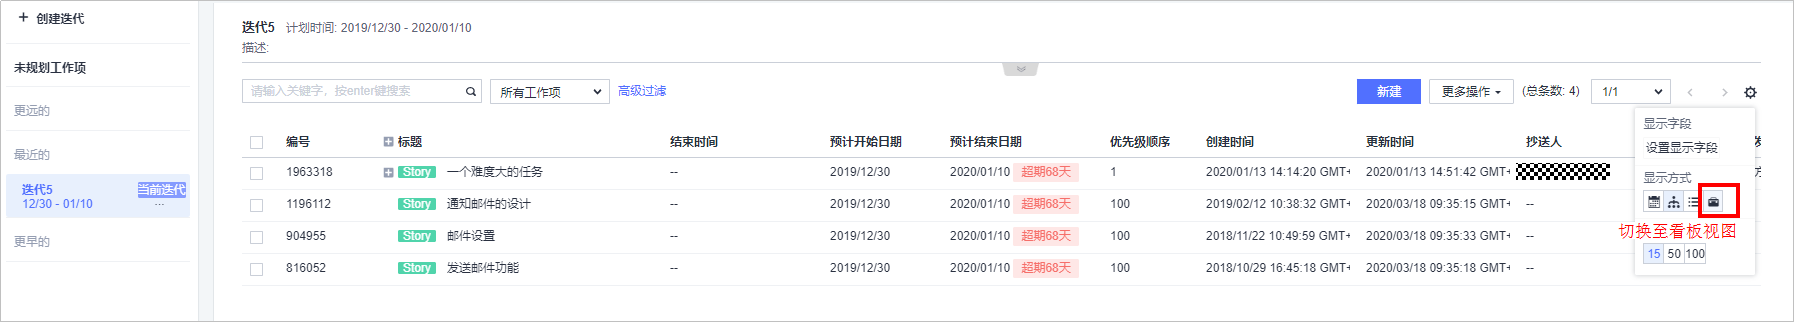 + 创建迭代
未规划工作项
更远的
最近的
迭代5 当前迭代
12/30 - 01/10 ...
更早的
迭代5 计划时间: 2019/12/30 - 2020/01/10
描述:
请输入关键字，按enter键搜索 所有工作项 高级过滤 新建 更多操作 (总条数: 4) 1/1
编号 标题 结束时间 预计开始日期 预计结束日期 优先级顺序 创建时间 更新时间 抄送人
1963318 Story 一个难度大的任务 -- 2019/12/30 2020/01/10 超期68天 1 2020/01/13 14:14:20 GMT+ 2020/01/13 14:51:42 GMT+
1196112 Story 通知邮件的设计 -- 2019/12/30 2020/01/10 超期68天 100 2019/02/12 10:38:32 GMT+ 2020/03/18 09:35:15 GMT+ --
904955 Story 邮件设置 -- 2019/12/30 2020/01/10 超期68天 100 2018/11/22 10:49:59 GMT+ 2020/03/18 09:35:33 GMT+ --
816052 Story 发送邮件功能 -- 2019/12/30 2020/01/10 超期68天 100 2018/10/29 16:45:18 GMT+ 2020/03/18 09:35:18 GMT+ --
显示字段
设置显示字段
显示方式
切换至看板视图
15 50 100